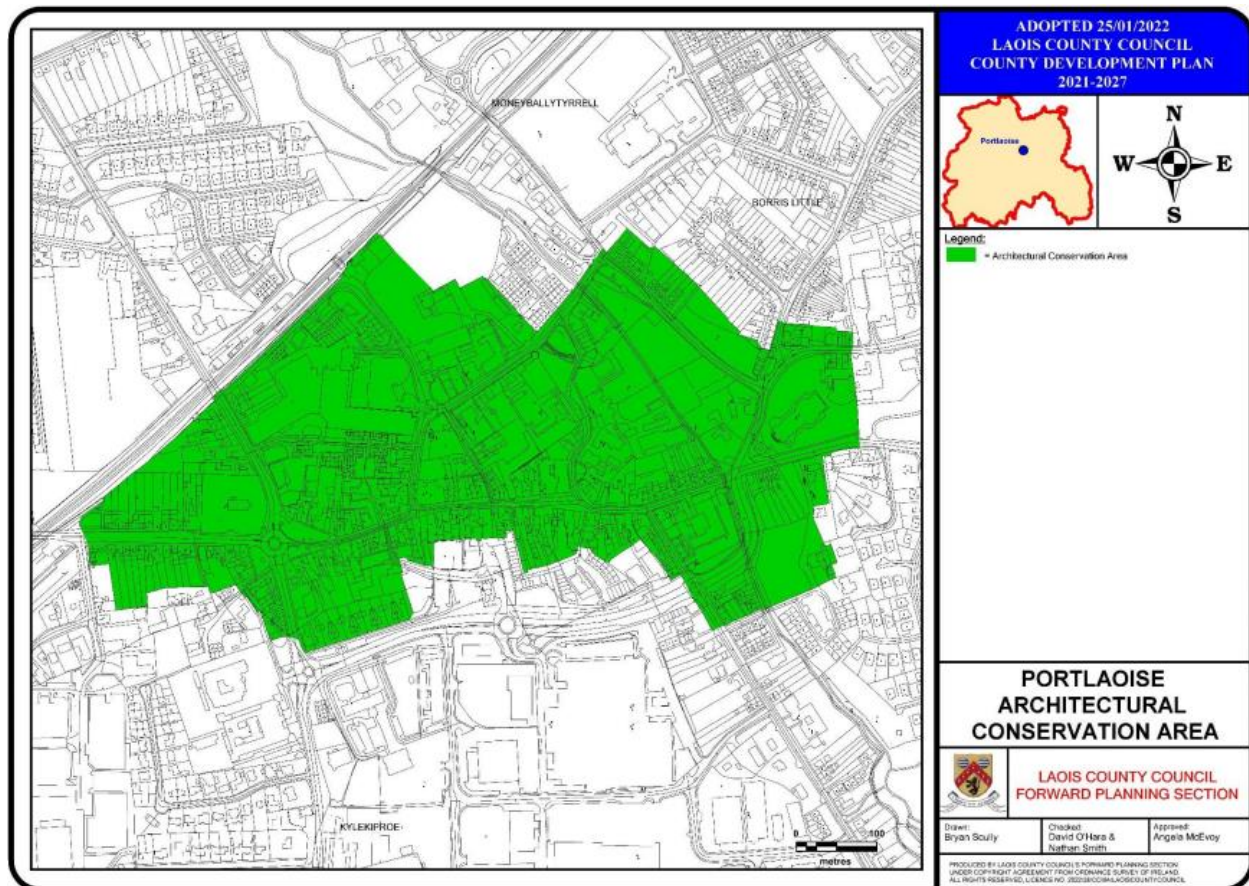 MONEYBALLYTYRRELL
BORRIS LITTLE
KYLEKIPROE
0 100
metres
ADOPTED 25/01/2022
LAOIS COUNTY COUNCIL
COUNTY DEVELOPMENT PLAN
2021-2027
Portlaoise
N
W E
S
Legend:
= Architectural Conservation Area
PORTLAOISE
ARCHITECTURAL
CONSERVATION AREA
LAOIS COUNTY COUNCIL
FORWARD PLANNING SECTION
Drawn:
Bryan Scully
Checked:
David O'Hara &
Nathan Smith
Approved:
Angela McEvoy
PRODUCED BY LAOIS COUNTY COUNCIL'S FORWARD PLANNING SECTION
UNDER COPYRIGHT AGREEMENT FROM ORDNANCE SURVEY OF IRELAND.
ALL RIGHTS RESERVED. LICENCE NO.